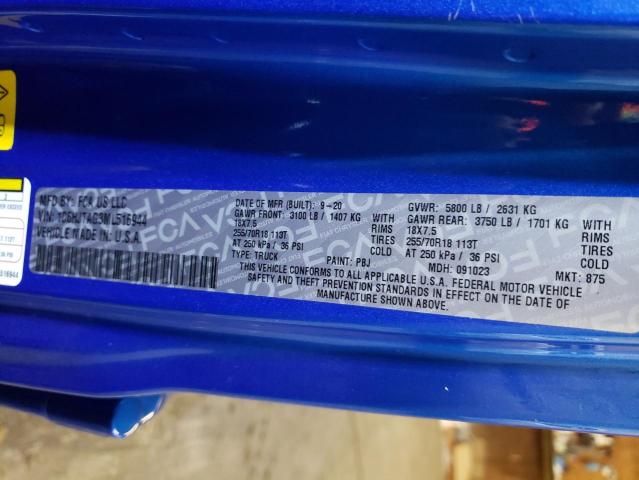 MFD BY: FCA US LLC
VIN: 1C6HJTAG3ML516944
VEHICLE MADE IN: U.S.A
DATE OF MFR (BUILT): 9-20
GAWR FRONT: 3100 LB / 1407 KG
18X7.5 RIMS
255/70R18 113T TIRES
AT 250 kPa / 36 PSI COLD
TYPE: TRUCK PAINT: PBJ
GVWR: 5800 LB / 2631 KG
GAWR REAR: 3750 LB / 1701 KG
18X7.5 RIMS
255/70R18 113T TIRES
AT 250 kPa / 36 PSI COLD
MDH: 091023 MKT: 875
THIS VEHICLE CONFORMS TO ALL APPLICABLE U.S.A. FEDERAL MOTOR VEHICLE
SAFETY AND THEFT PREVENTION STANDARDS IN EFFECT ON THE DATE OF
MANUFACTURE SHOWN ABOVE.
516944